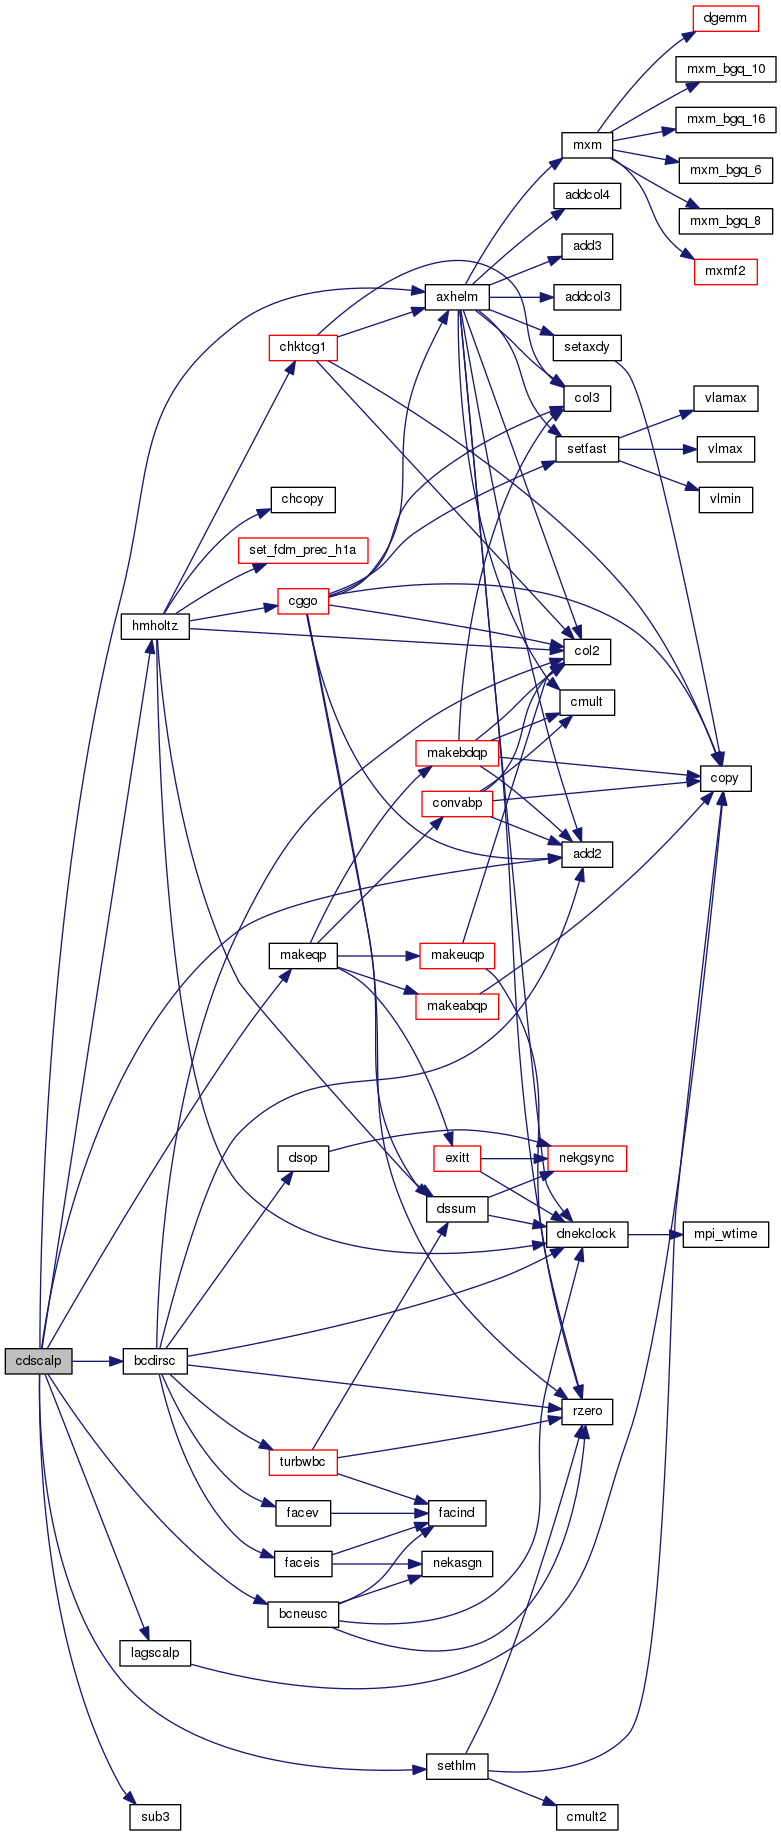 dgemm
mxm_bgq_10
mxm_bgq_16
mxm
mxm_bgq_6
addcol4
mxm_bgq_8
add3
mxmf2
axhelm
addcol3
chktcg1
setaxdy
col3
vlamax
setfast
vlmax
chcopy
vlmin
set_fdm_prec_h1a
cggo
hmholtz
col2
cmult
makebdqp
copy
convabp
add2
makeqp
makeuqp
makeabqp
dsop
exitt
nekgsync
dssum
dnekclock
mpi_wtime
cdscalp
bcdirsc
rzero
turbwbc
facev
facind
faceis
nekasgn
bcneusc
lagscalp
sethlm
sub3
cmult2